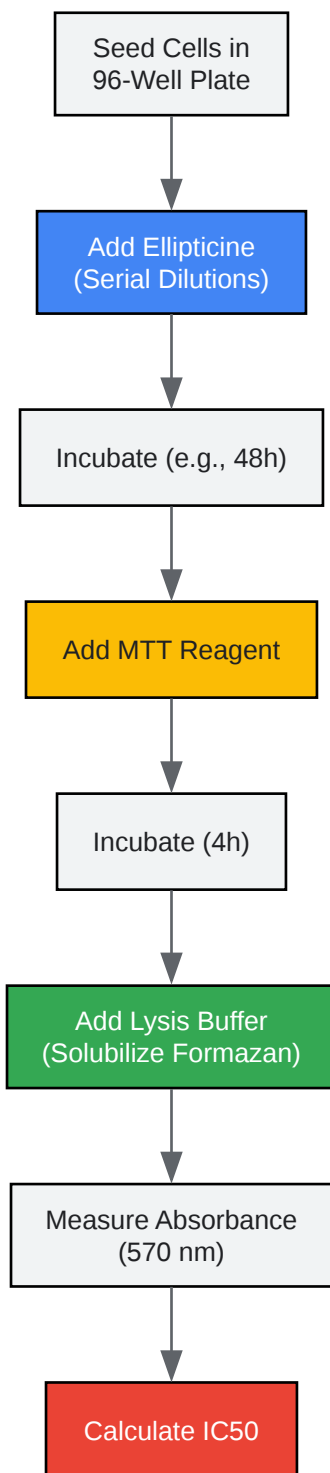 Seed Cells in
96-Well Plate
Add Ellipticine
(Serial Dilutions)
Incubate (e.g., 48h)
Add MTT Reagent
Incubate (4h)
Add Lysis Buffer
(Solubilize Formazan)
Measure Absorbance
(570 nm)
Calculate IC50